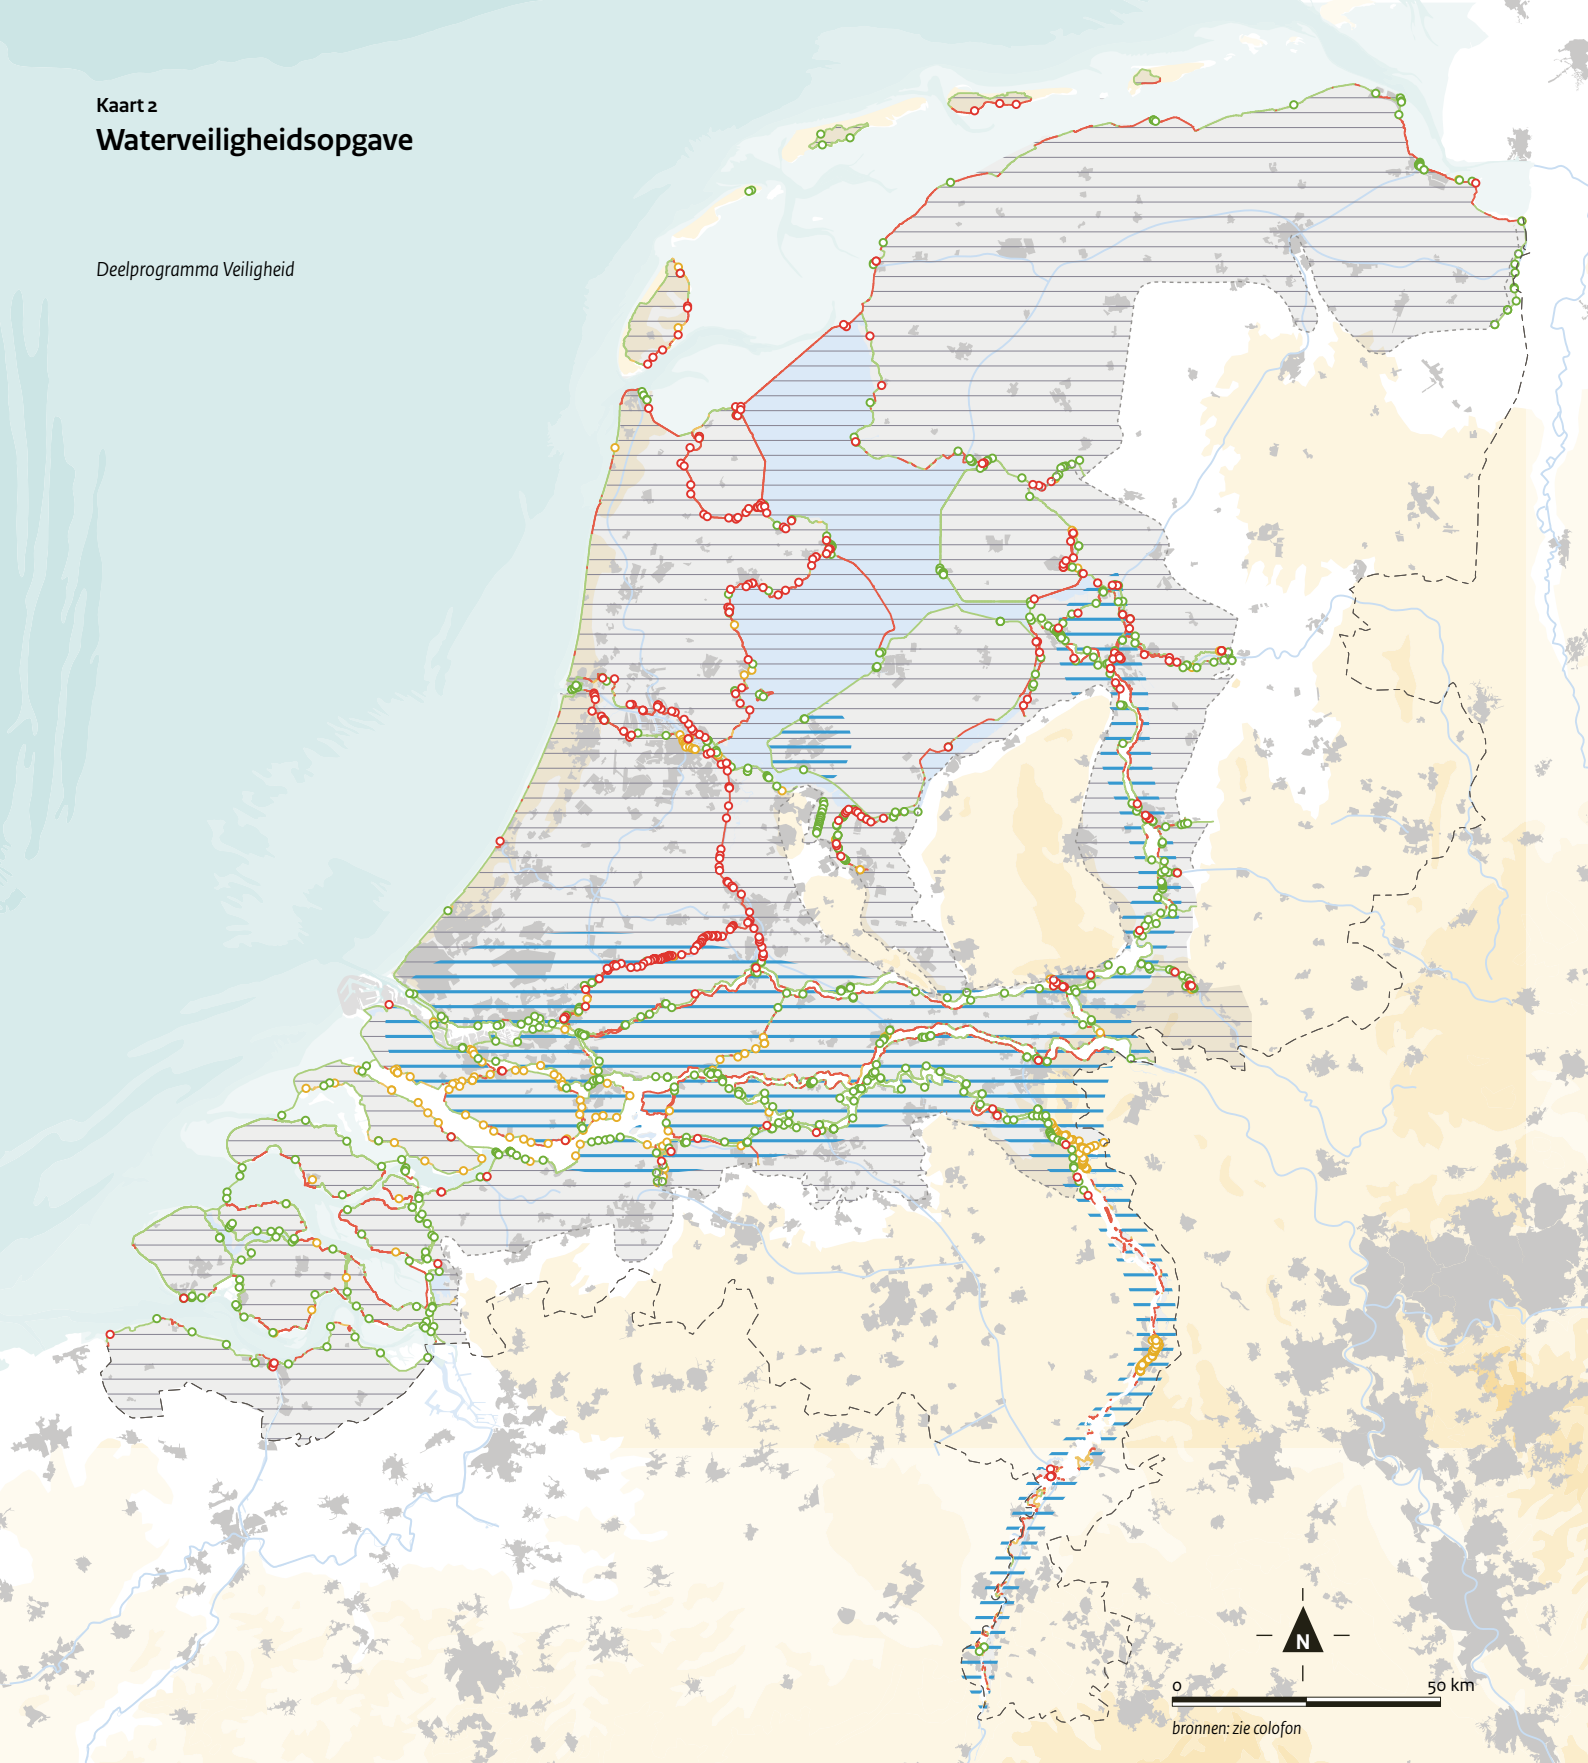 Kaart 2
Waterveiligheidsopgave
Deelprogramma Veiligheid
N
0 50 km
bronnen: zie colofon